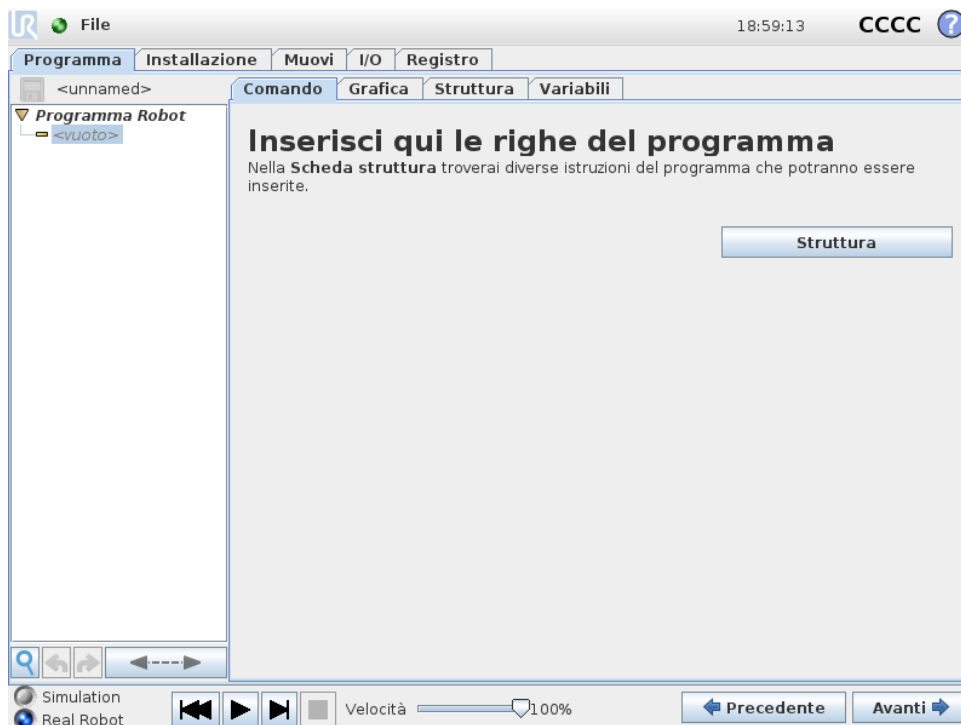 UR File 18:59:13 CCCC ?
Programma Installazione Muovi I/O Registro
<unnamed> Comando Grafica Struttura Variabili
Programma Robot
<vuoto>
Inserisci qui le righe del programma
Nella Scheda struttura troverai diverse istruzioni del programma che potranno essere
inserite.
Struttura
Simulation
Real Robot
Velocità 100% Precedente Avanti